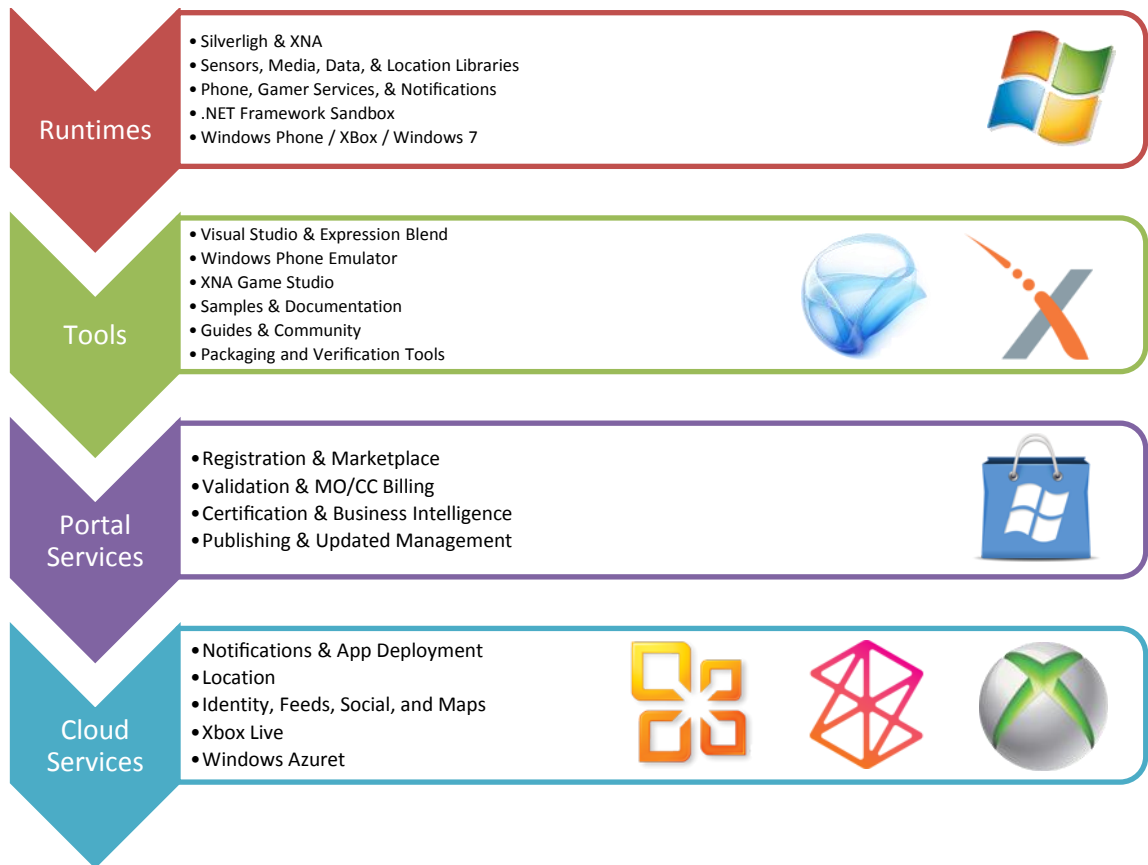 Runtimes
• Silverligh & XNA
• Sensors, Media, Data, & Location Libraries
• Phone, Gamer Services, & Notifications
• .NET Framework Sandbox
• Windows Phone / XBox / Windows 7
Tools
• Visual Studio & Expression Blend
• Windows Phone Emulator
• XNA Game Studio
• Samples & Documentation
• Guides & Community
• Packaging and Verification Tools
Portal
Services
• Registration & Marketplace
• Validation & MO/CC Billing
• Certification & Business Intelligence
• Publishing & Updated Management
Cloud
Services
• Notifications & App Deployment
• Location
• Identity, Feeds, Social, and Maps
• Xbox Live
• Windows Azuret